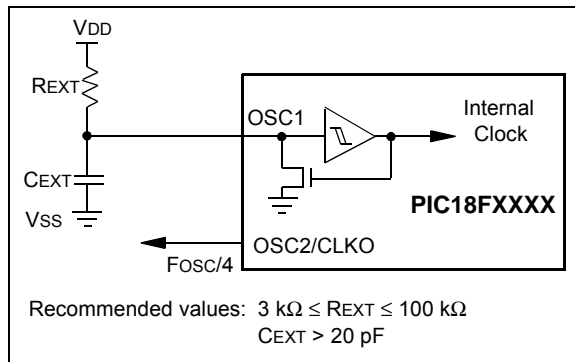 VDD
REXT
OSC1
Internal
Clock
CEXT
PIC18FXXXX
VSS
OSC2/CLKO
FOSC/4
Recommended values: 3 kΩ ≤ REXT ≤ 100 kΩ
CEXT > 20 pF